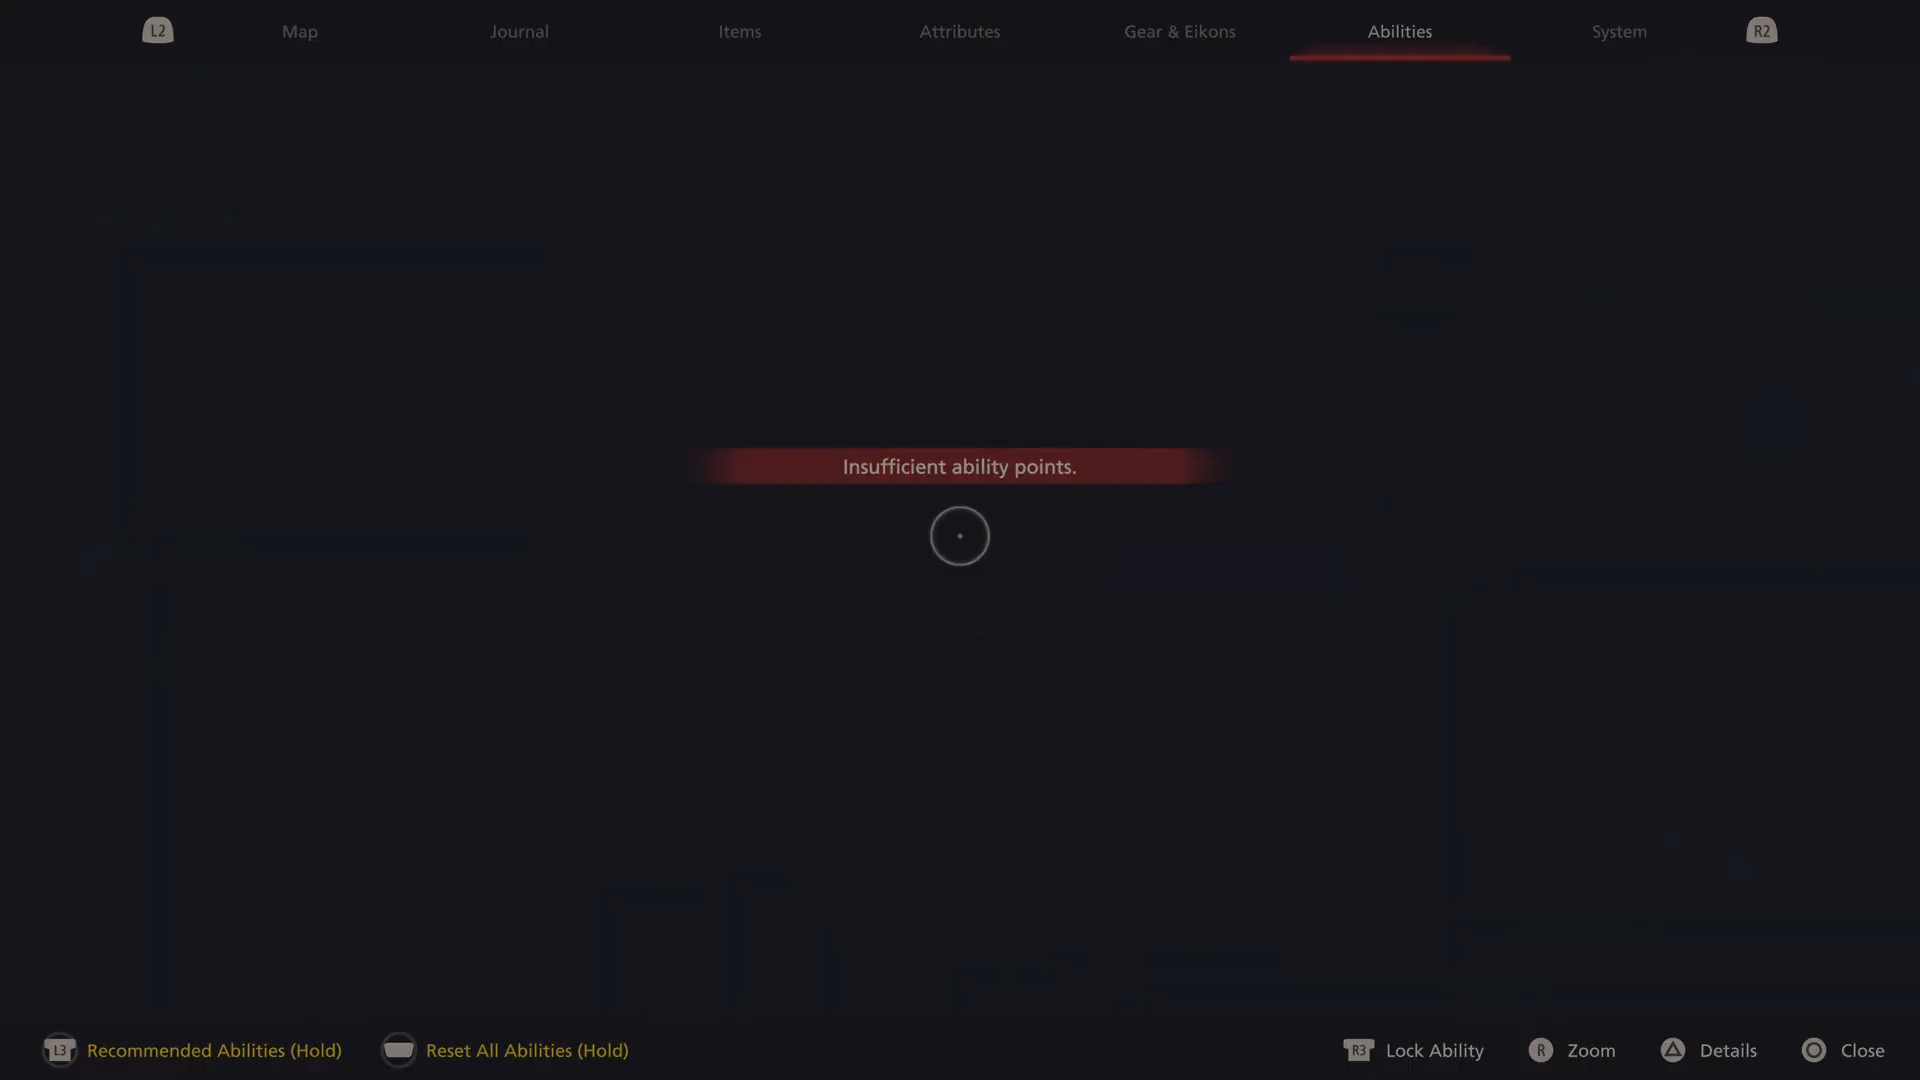 L2
Map
Journal
Items
Attributes
Gear & Eikons
Abilities
System
R2
Insufficient ability points.
L3 Recommended Abilities (Hold)
Reset All Abilities (Hold)
R3 Lock Ability
R Zoom
Details
Close